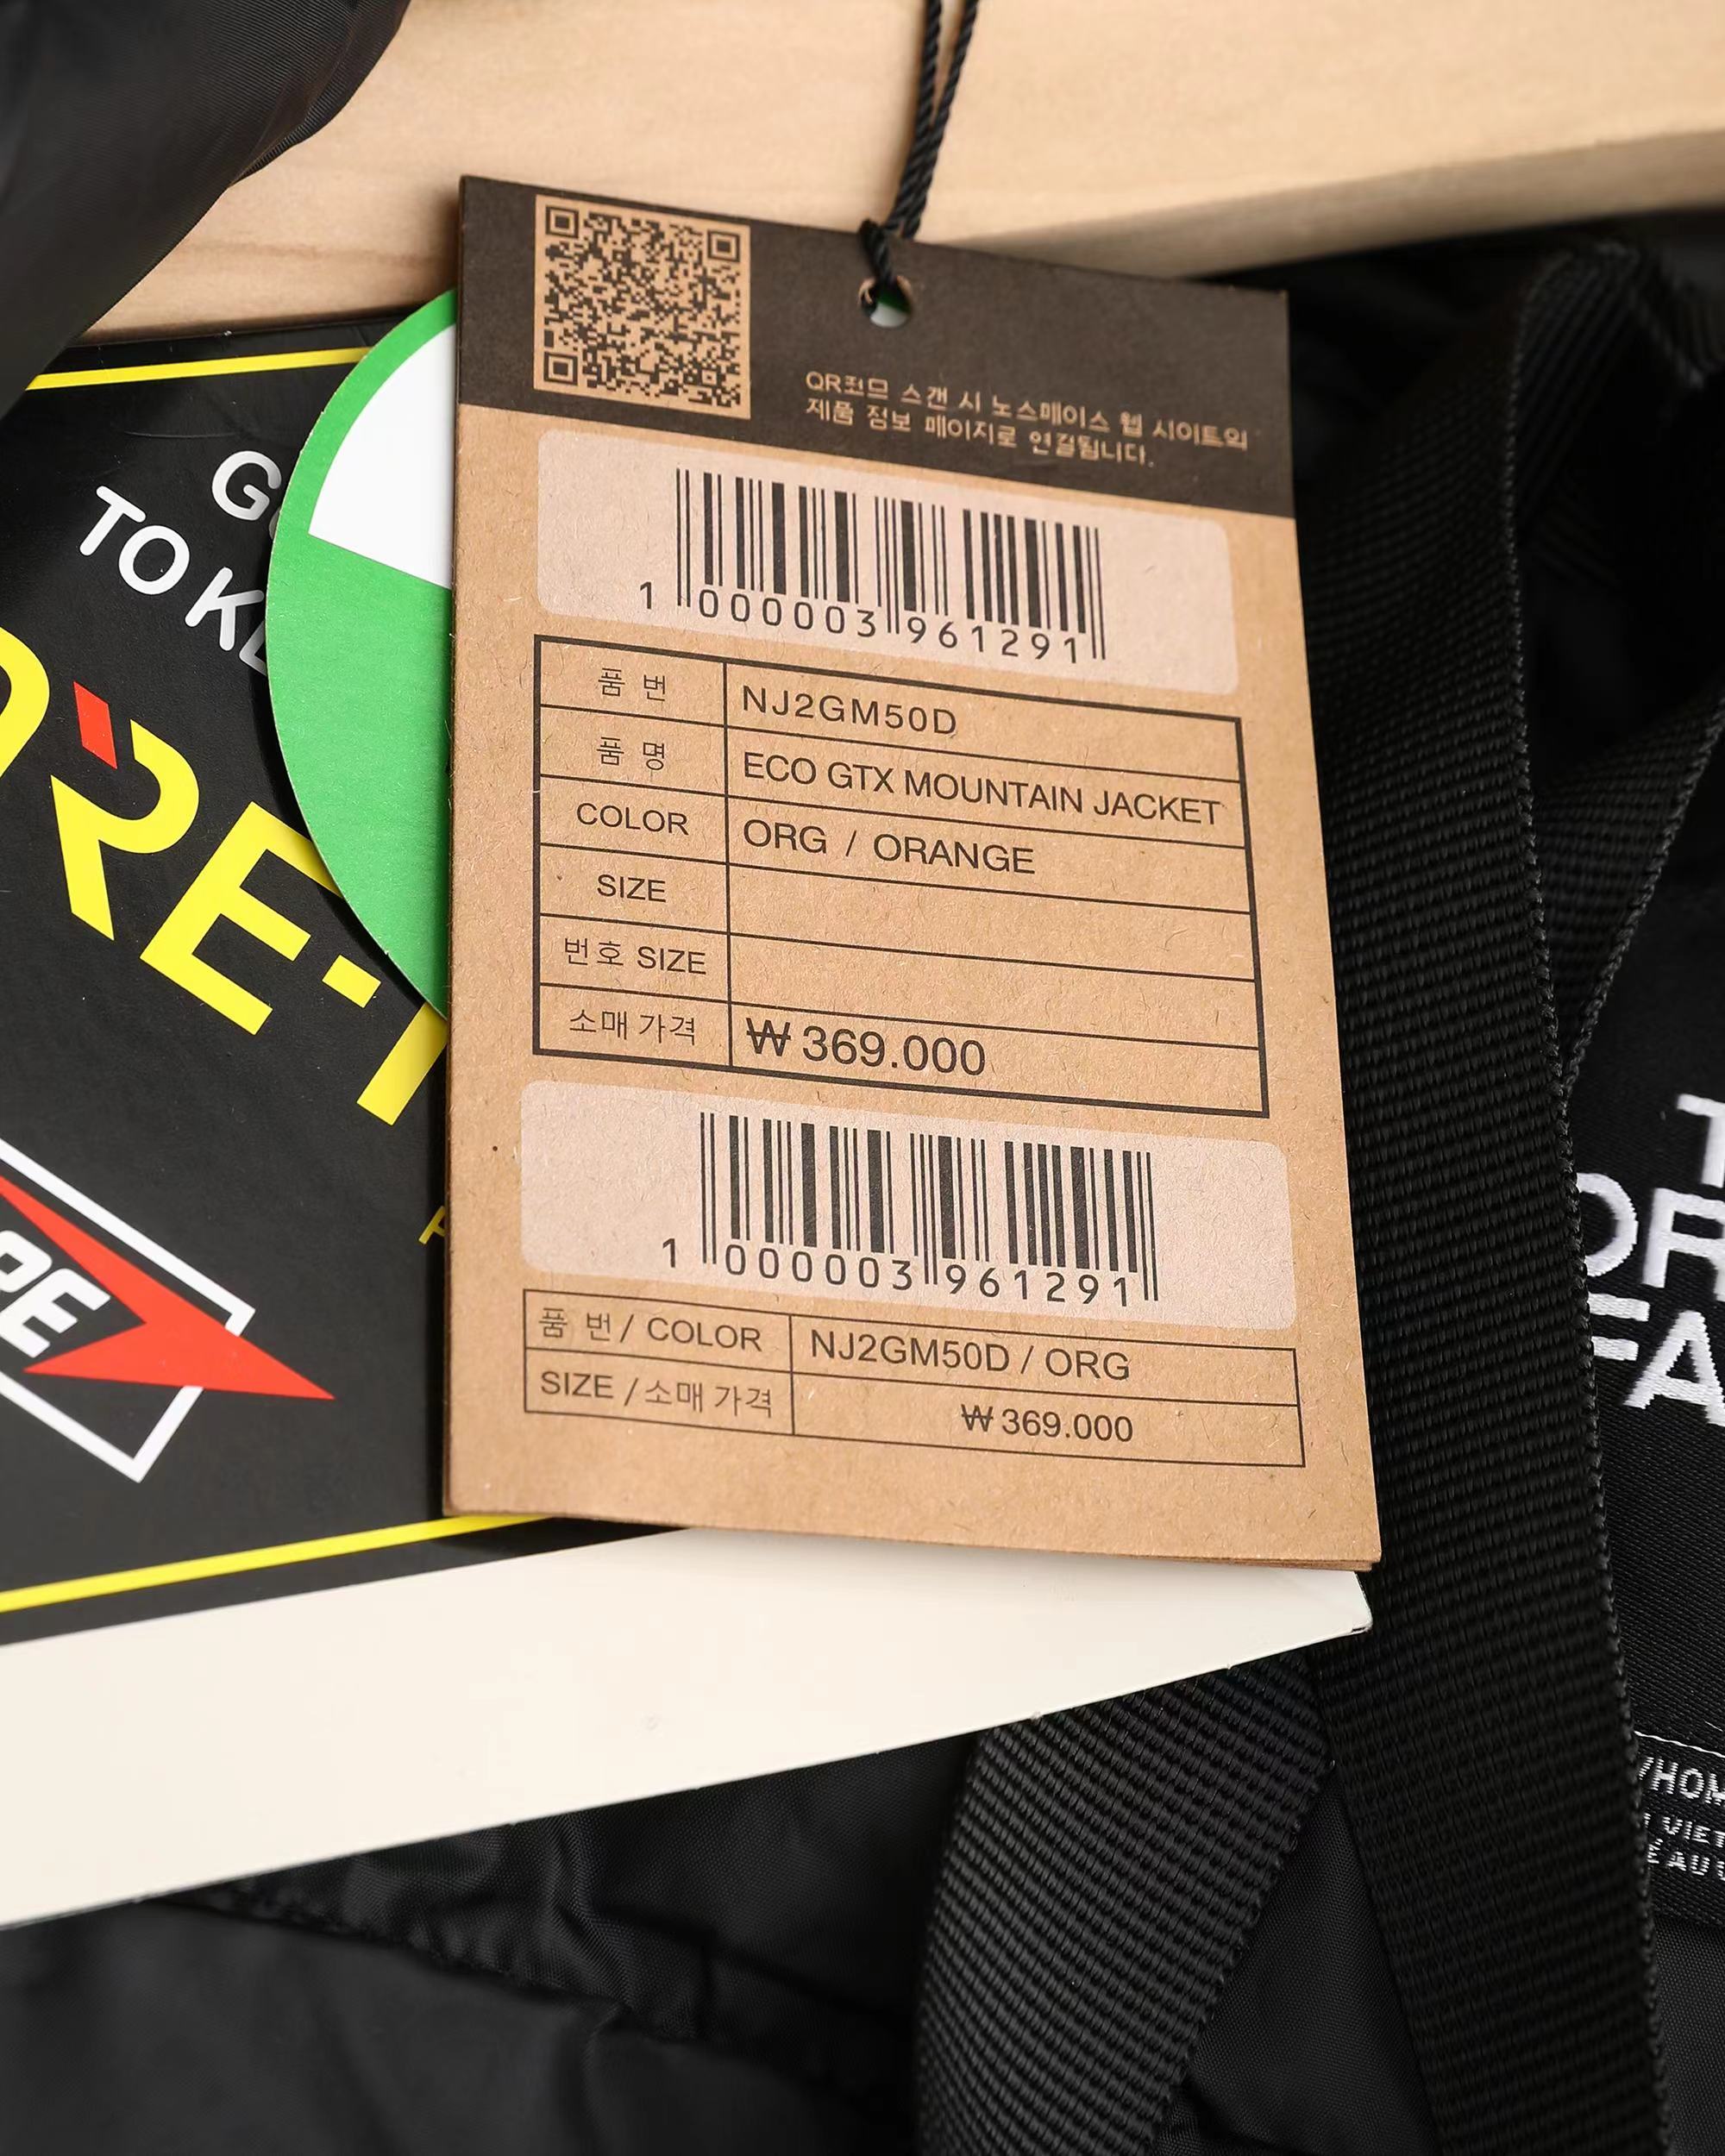 QR코드 스캔 시 노스페이스 웹 사이트의
제품 정보 페이지로 연결됩니다.
1 000003 961291
품 번 NJ2GM50D
품 명 ECO GTX MOUNTAIN JACKET
COLOR ORG / ORANGE
SIZE
번호 SIZE
소매 가격 ₩ 369.000
1 000003 961291
품 번 / COLOR NJ2GM50D / ORG
SIZE / 소매 가격 ₩ 369.000
TO